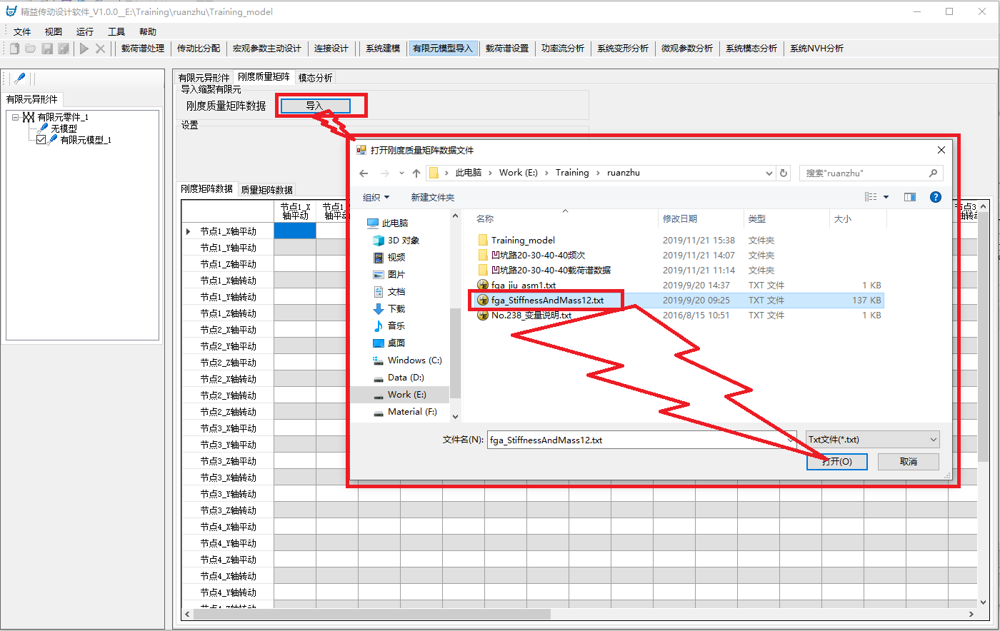 精益传动设计软件_V1.0.0__E:\Training\ruanzhu\Training_model
文件 视图 运行 工具 帮助
载荷谱处理 传动比分配 宏观参数主动设计 连接设计 系统建模 有限元模型导入 载荷谱设置 功率流分析 系统变形分析 微观参数分析 系统模态分析 系统NVH分析
有限元异形件
有限元零件_1
无模型
有限元模型_1
有限元异形件 刚度质量矩阵 模态分析
导入缩聚有限元
刚度质量矩阵数据 导入
设置
刚度矩阵数据 质量矩阵数据
节点1_X
轴平动
节点1_
轴平动
节点3
轴转
节点1_X轴平动
节点1_Y轴平动
节点1_Z轴平动
节点1_X轴转动
节点1_Y轴转动
节点1_Z轴转动
节点2_X轴平动
节点2_Y轴平动
节点2_Z轴平动
节点2_X轴转动
节点2_Y轴转动
节点2_Z轴转动
节点3_X轴平动
节点3_Y轴平动
节点3_Z轴平动
节点3_X轴转动
节点3_Y轴转动
节点3_Z轴转动
节点4_X轴平动
节点4_Y轴平动
节点4_Z轴平动
节点4_X轴转动
节点4_Y轴转动
打开刚度质量矩阵数据文件
此电脑 Work (E:) Training ruanzhu
搜索"ruanzhu"
组织 新建文件夹
此电脑
3D 对象
视频
图片
文档
下载
音乐
桌面
Windows (C:)
Data (D:)
Work (E:)
Material (F:)
名称 修改日期 类型 大小
Training_model 2019/11/21 15:38 文件夹
凹坑路20-30-40-40频次 2019/11/21 14:07 文件夹
凹坑路20-30-40-40载荷谱数据 2019/11/21 11:14 文件夹
fga_jiu_asm1.txt 2019/9/20 14:37 TXT 文件 1 KB
fga_StiffnessAndMass12.txt 2019/9/20 09:25 TXT 文件 137 KB
No.238_变量说明.txt 2016/8/15 10:51 TXT 文件 1 KB
文件名(N): fga_StiffnessAndMass12.txt Txt文件(*.txt)
打开(O) 取消